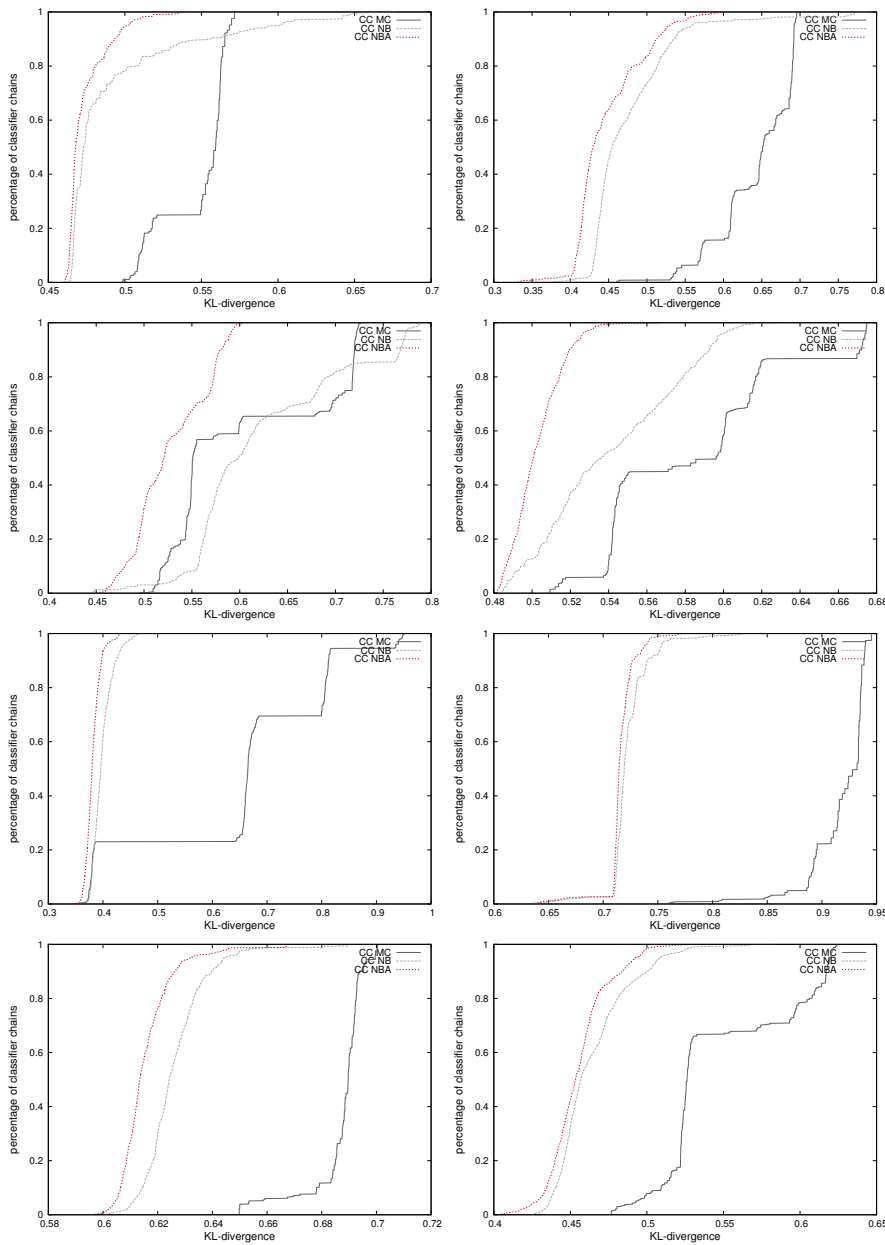 1
CC MC
CC NB
CC NBA
0.8
0.6
0.4
0.2
0
percentage of classifier chains
0.45 0.5 0.55 0.6 0.65 0.7
KL-divergence
1
CC MC
CC NB
CC NBA
0.8
0.6
0.4
0.2
0
percentage of classifier chains
0.3 0.35 0.4 0.45 0.5 0.55 0.6 0.65 0.7 0.75 0.8
KL-divergence
1
CC MC
CC NB
CC NBA
0.8
0.6
0.4
0.2
0
percentage of classifier chains
0.4 0.45 0.5 0.55 0.6 0.65 0.7 0.75 0.8
KL-divergence
1
CC MC
CC NB
CC NBA
0.8
0.6
0.4
0.2
0
percentage of classifier chains
0.48 0.5 0.52 0.54 0.56 0.58 0.6 0.62 0.64 0.66 0.68
KL-divergence
1
CC MC
CC NB
CC NBA
0.8
0.6
0.4
0.2
0
percentage of classifier chains
0.3 0.4 0.5 0.6 0.7 0.8 0.9 1
KL-divergence
1
CC MC
CC NB
CC NBA
0.8
0.6
0.4
0.2
0
percentage of classifier chains
0.6 0.65 0.7 0.75 0.8 0.85 0.9 0.95
KL-divergence
1
CC MC
CC NB
CC NBA
0.8
0.6
0.4
0.2
0
percentage of classifier chains
0.58 0.6 0.62 0.64 0.66 0.68 0.7 0.72
KL-divergence
1
CC MC
CC NB
CC NBA
0.8
0.6
0.4
0.2
0
percentage of classifier chains
0.4 0.45 0.5 0.55 0.6 0.65
KL-divergence